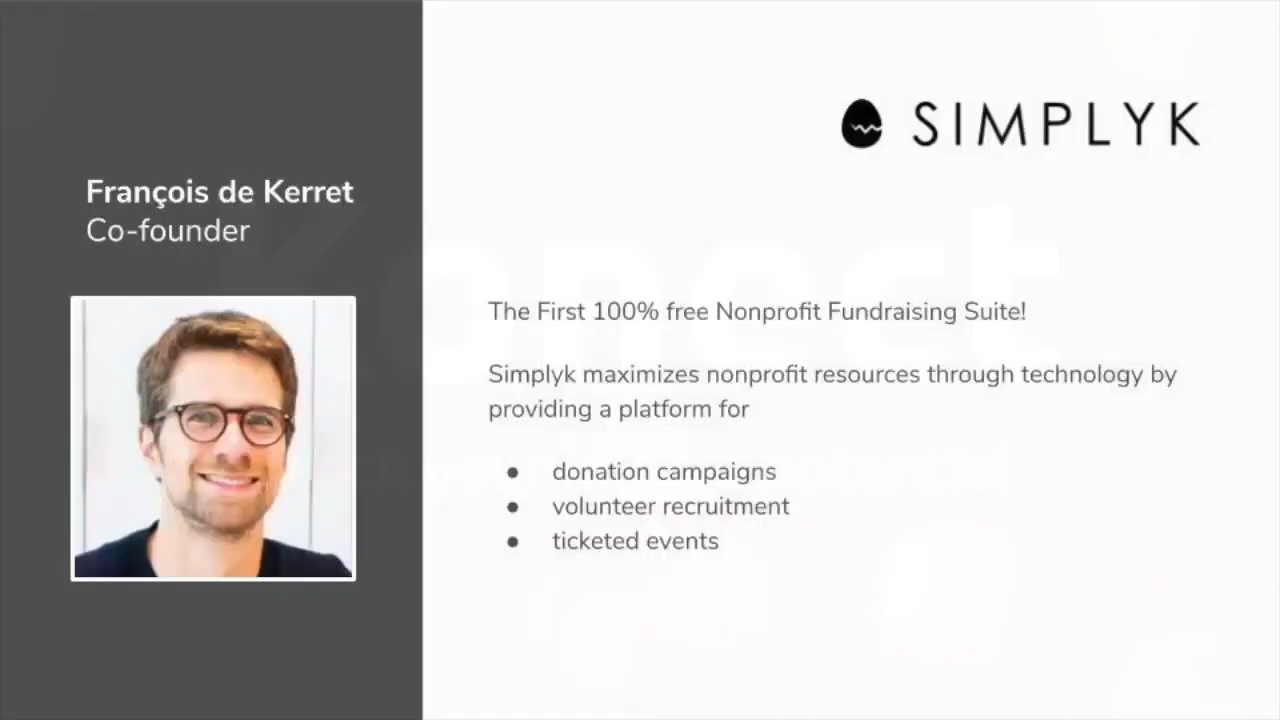 SIMPLYK
François de Kerret
Co-founder
The First 100% free Nonprofit Fundraising Suite!
Simplyk maximizes nonprofit resources through technology by
providing a platform for
● donation campaigns
● volunteer recruitment
● ticketed events